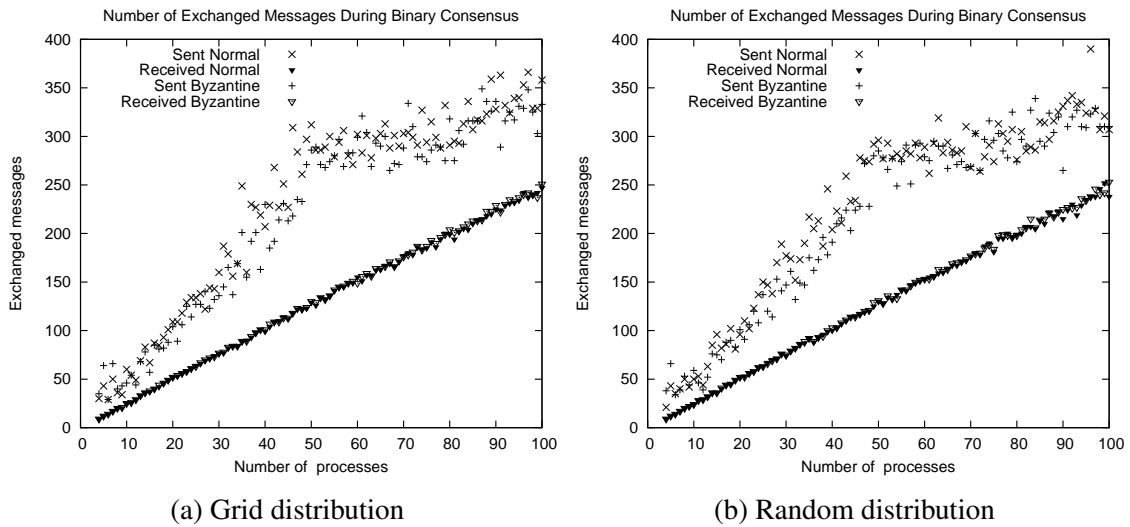 Number of Exchanged Messages During Binary Consensus
400
350
300
250
200
150
100
50
0
Exchanged messages
Sent Normal
Received Normal
Sent Byzantine
Received Byzantine
0 10 20 30 40 50 60 70 80 90 100
Number of processes
(a) Grid distribution
Number of Exchanged Messages During Binary Consensus
400
350
300
250
200
150
100
50
0
Exchanged messages
Sent Normal
Received Normal
Sent Byzantine
Received Byzantine
0 10 20 30 40 50 60 70 80 90 100
Number of processes
(b) Random distribution